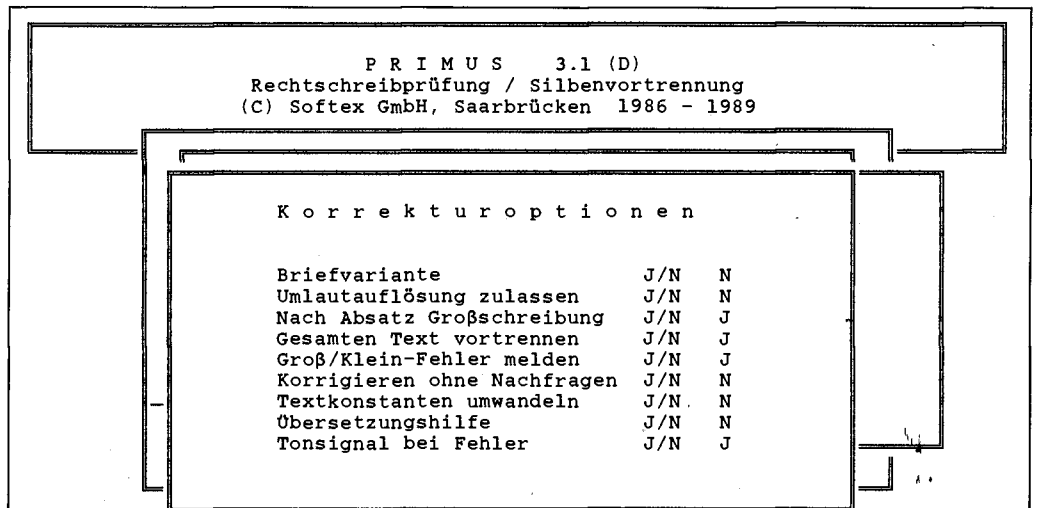 P R I M U S 3.1 (D)
Rechtschreibprüfung / Silbenvortrennung
(C) Softex GmbH, Saarbrücken 1986 - 1989
K o r r e k t u r o p t i o n e n
Briefvariante J/N N
Umlautauflösung zulassen J/N N
Nach Absatz Großschreibung J/N J
Gesamten Text vortrennen J/N J
Groß/Klein-Fehler melden J/N J
Korrigieren ohne Nachfragen J/N N
Textkonstanten umwandeln J/N N
Übersetzungshilfe J/N N
Tonsignal bei Fehler J/N J